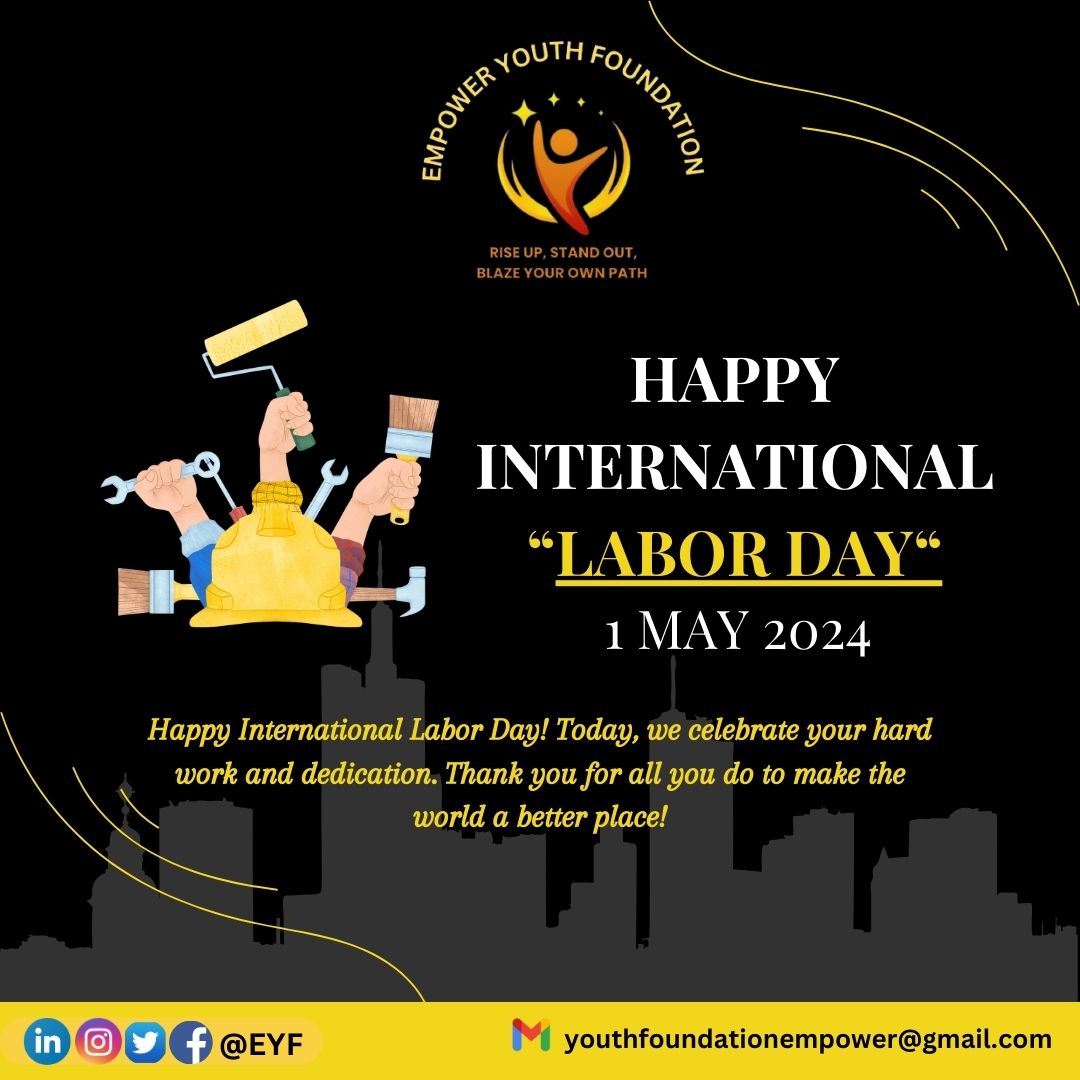 EMPOWER YOUTH FOUNDATION
RISE UP, STAND OUT,
BLAZE YOUR OWN PATH
HAPPY
INTERNATIONAL
“LABOR DAY“
1 MAY 2024
Happy International Labor Day! Today, we celebrate your hard
work and dedication. Thank you for all you do to make the
world a better place!
in
f
@EYF
youthfoundationempower@gmail.com